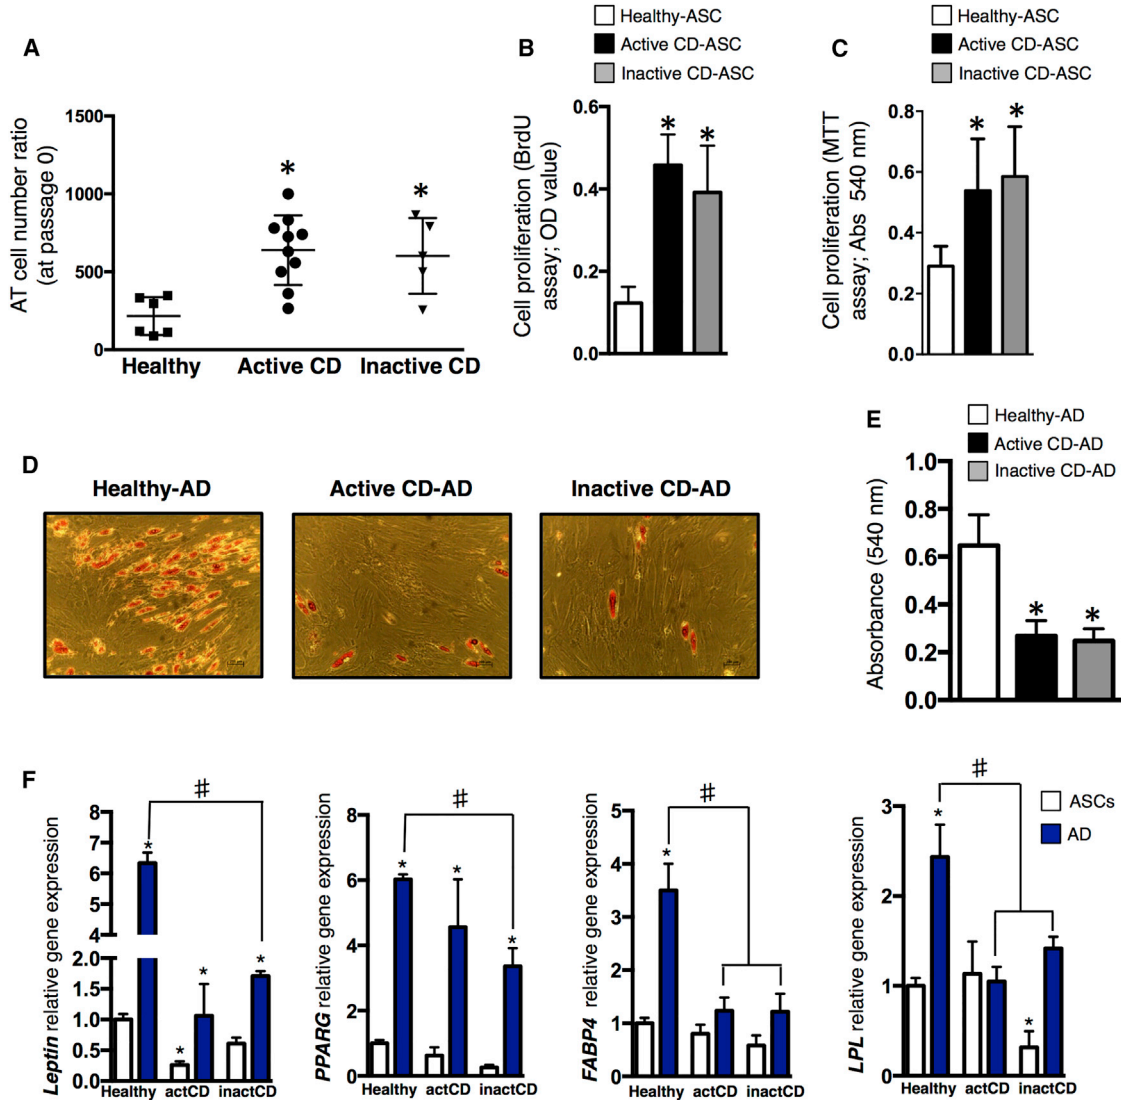 A
AT cell number ratio
(at passage 0)
1500
1000
500
0
*
*
Healthy
Active CD
Inactive CD
B
Healthy-ASC
Active CD-ASC
Inactive CD-ASC
Cell proliferation (BrdU
assay; OD value)
0.6
0.4
0.2
0.0
*
*
C
Healthy-ASC
Active CD-ASC
Inactive CD-ASC
Cell proliferation (MTT
assay; Abs 540 nm)
0.8
0.6
0.4
0.2
0.0
*
*
D
Healthy-AD
Active CD-AD
Inactive CD-AD
E
Healthy-AD
Active CD-AD
Inactive CD-AD
Absorbance (540 nm)
1.0
0.8
0.6
0.4
0.2
0.0
*
*
F
Leptin relative gene expression
8
7
6
5
4
2.0
1.5
1.0
0.5
0.0
#
*
*
*
*
Healthy
actCD
inactCD
PPARG relative gene expression
8
6
4
2
0
#
*
*
*
Healthy
actCD
inactCD
FABP4 relative gene expression
5
4
3
2
1
0
#
*
Healthy
actCD
inactCD
LPL relative gene expression
3
2
1
0
#
*
*
ASCs
AD
Healthy
actCD
inactCD